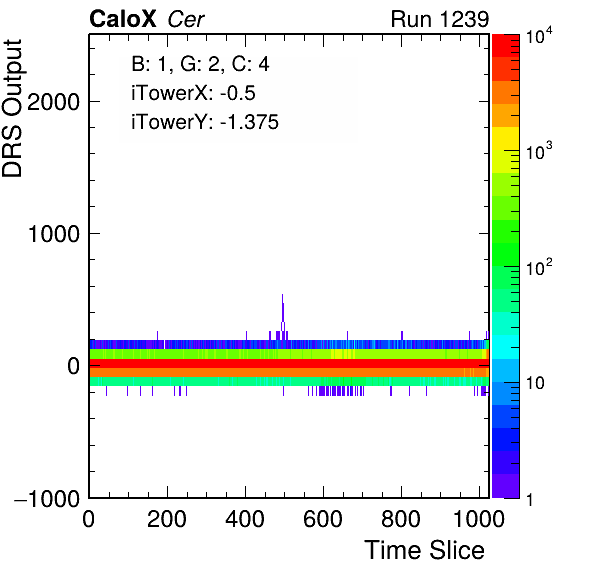 CaloX Cer Run 1239
DRS Output
B: 1, G: 2, C: 4
iTowerX: -0.5
iTowerY: -1.375
2000
1000
0
−1000
0 200 400 600 800 1000
Time Slice
10^4
10^3
10^2
10
1